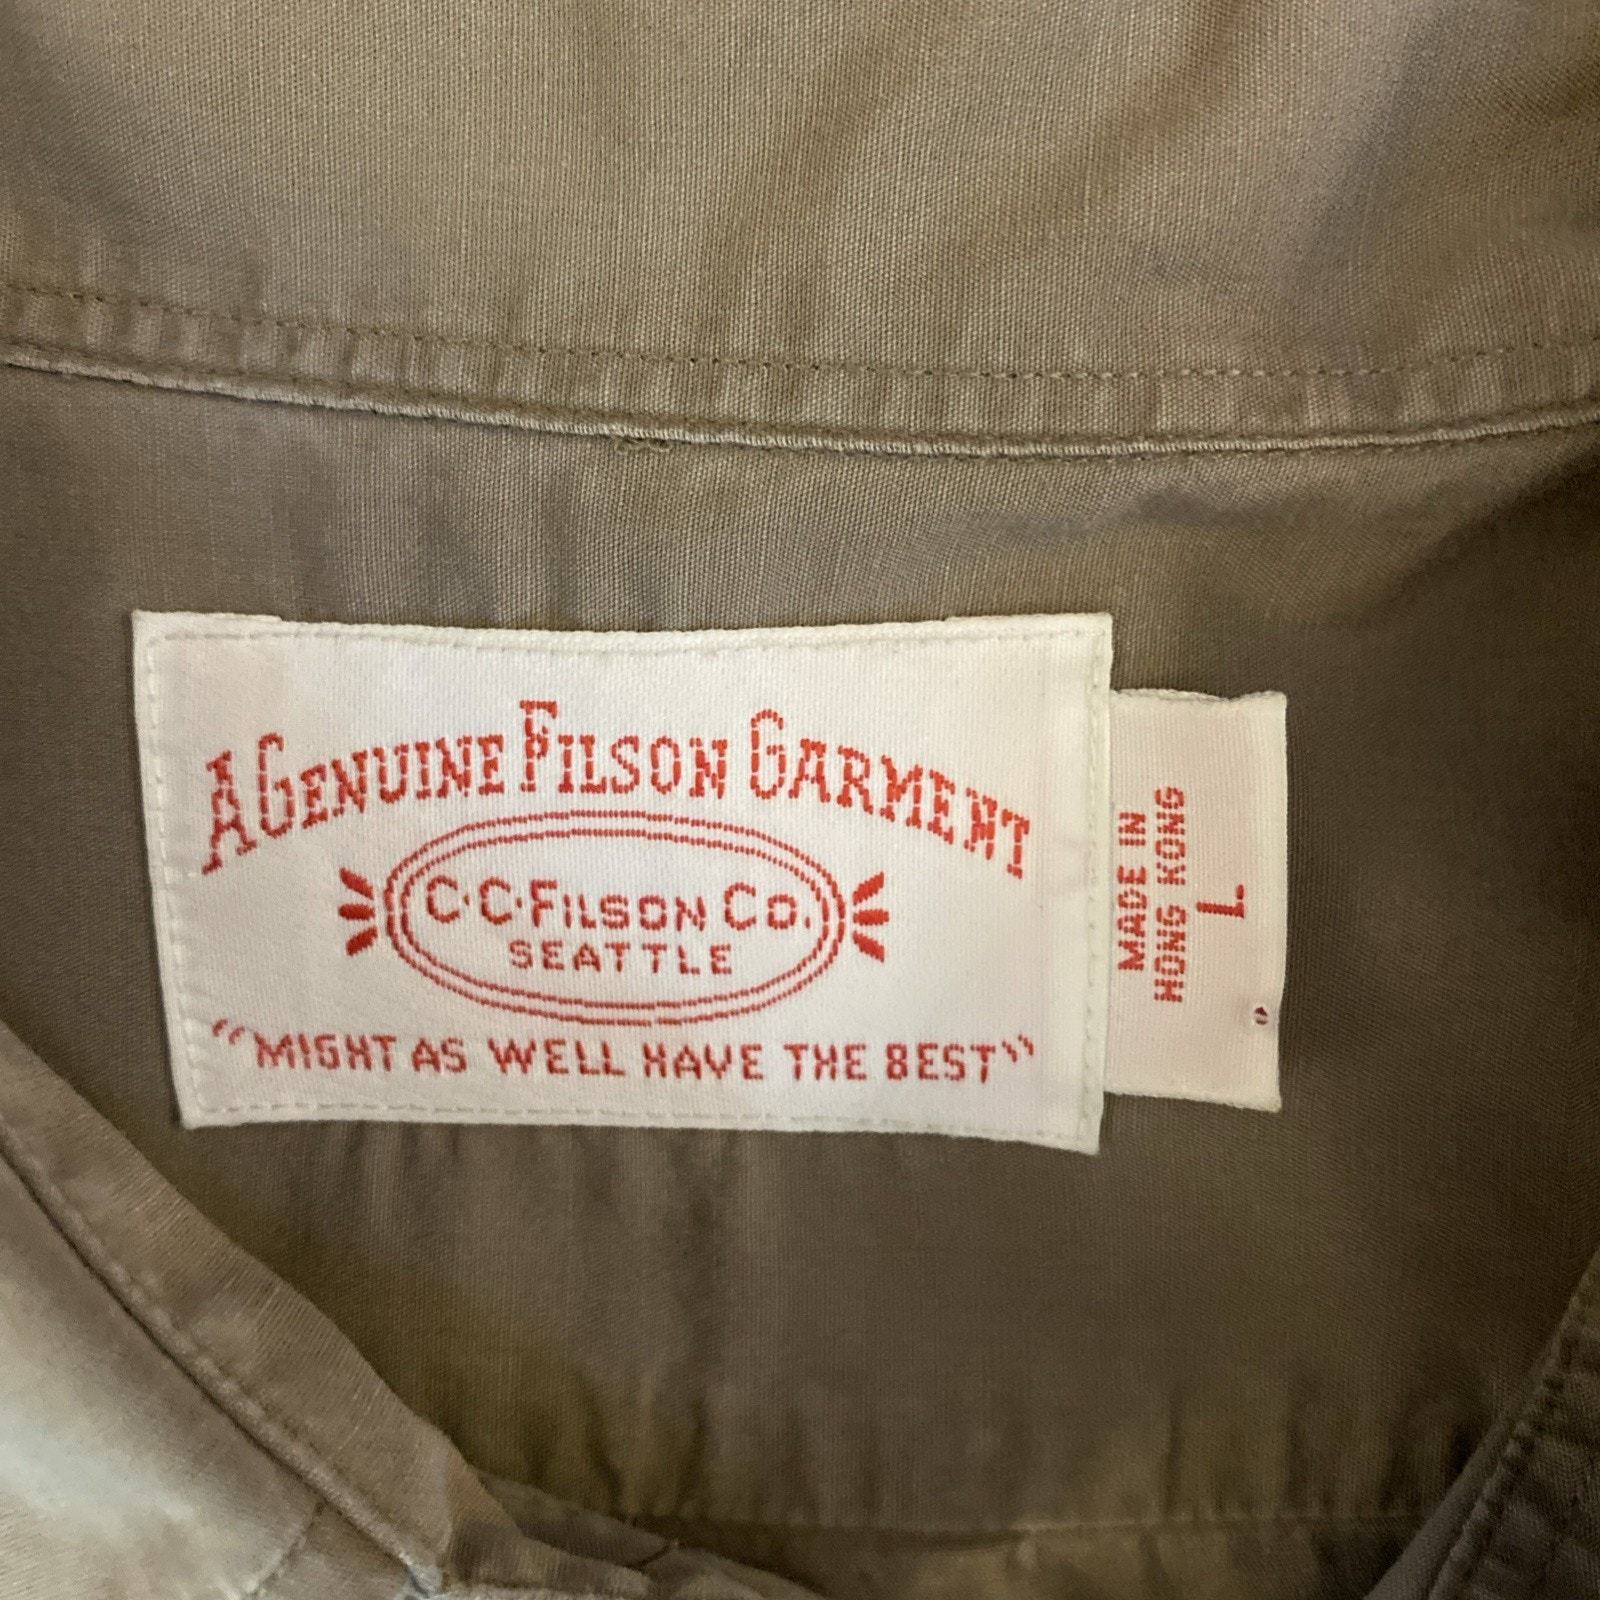 A GENUINE FILSON GARMENT
C·C·FILSON CO.
SEATTLE
"MIGHT AS WELL HAVE THE BEST"
MADE IN
HONG KONG
L